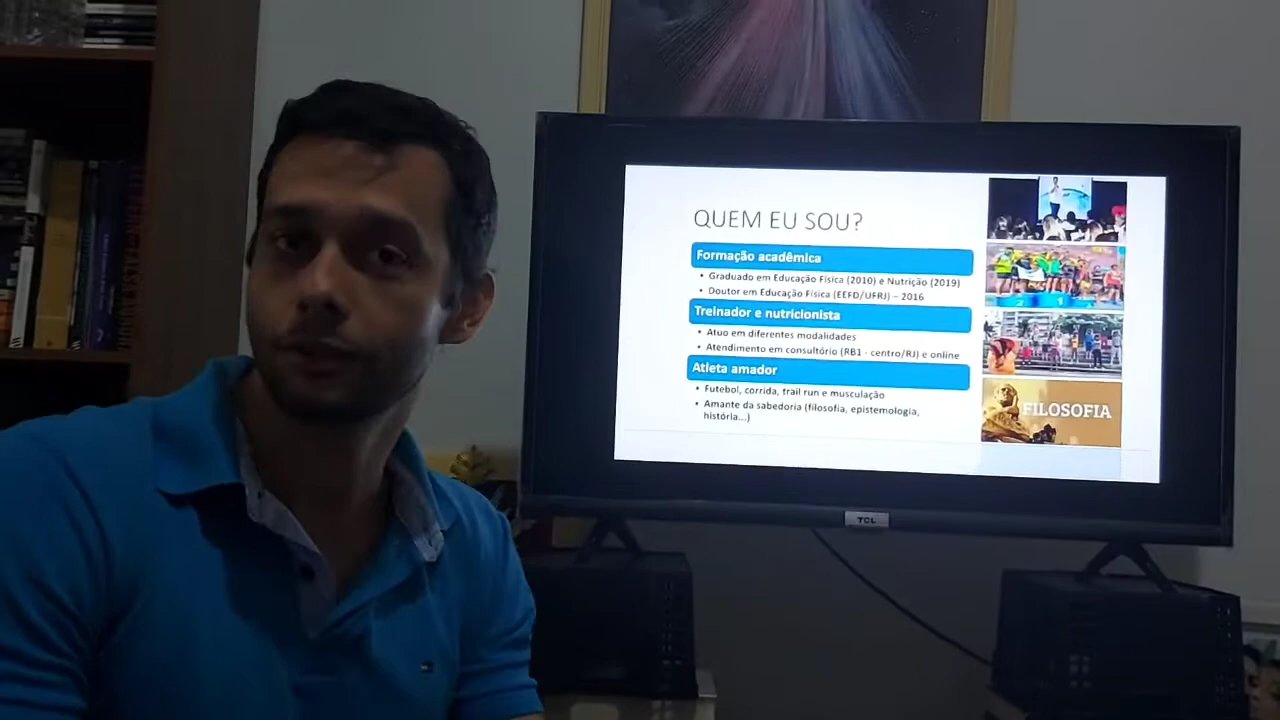 QUEM EU SOU?
Formação acadêmica
• Graduado em Educação Física (2010) e Nutrição (2019)
• Doutor em Educação Física (EEFD/UFRJ) – 2016
Treinador e nutricionista
• Atuo em diferentes modalidades
• Atendimento em consultório (RB1 - centro/RJ) e online
Atleta amador
• Futebol, corrida, trail run e musculação
• Amante da sabedoria (filosofia, epistemologia,
história...)
FILOSOFIA
TCL